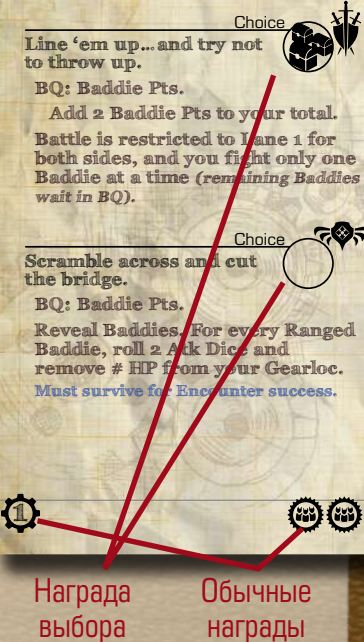 Choice
Line ‘em up... and try not
to throw up.
BQ: Baddie Pts.
Add 2 Baddie Pts to your total.
Battle is restricted to Lane 1 for
both sides, and you fight only one
Baddie at a time (remaining Baddies
wait in BQ).
Choice
Scramble across and cut
the bridge.
BQ: Baddie Pts.
Reveal Baddies. For every Ranged
Baddie, roll 2 Atk Dice and
remove # HP from your Gearloc.
Must survive for Encounter success.
1
Награда
выбора
Обычные
награды